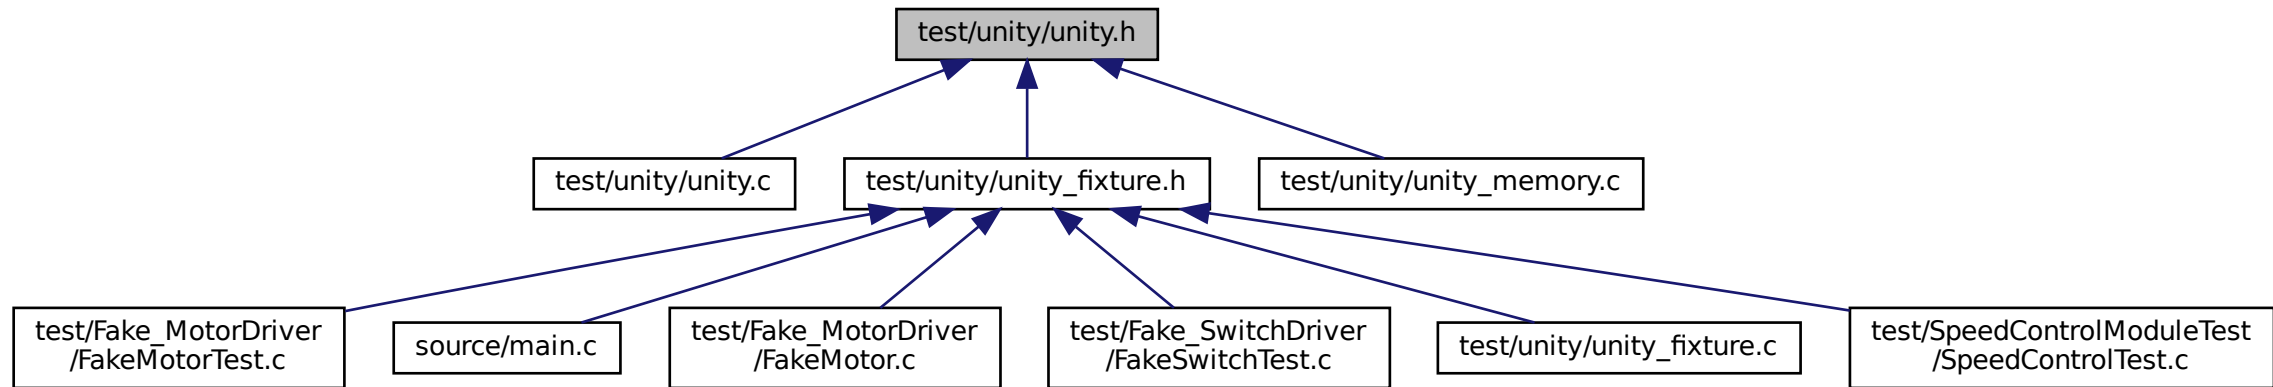 test/unity/unity.h
test/unity/unity.c
test/unity/unity_fixture.h
test/unity/unity_memory.c
test/Fake_MotorDriver
/FakeMotorTest.c
source/main.c
test/Fake_MotorDriver
/FakeMotor.c
test/Fake_SwitchDriver
/FakeSwitchTest.c
test/unity/unity_fixture.c
test/SpeedControlModuleTest
/SpeedControlTest.c